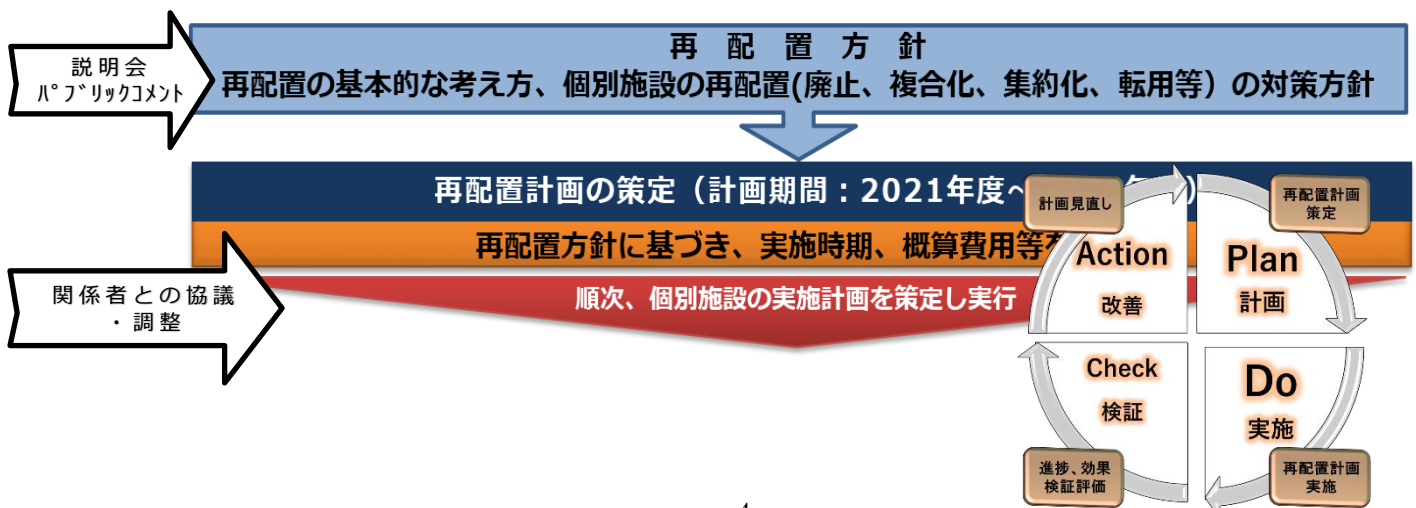 説明会
ﾊﾟﾌﾞﾘｯｸｺﾒﾝﾄ
再配置方針
再配置の基本的な考え方、個別施設の再配置(廃止、複合化、集約化、転用等）の対策方針
再配置計画の策定（計画期間：2021年度～
再配置方針に基づき、実施時期、概算費用等
関係者との協議
・調整
順次、個別施設の実施計画を策定し実行
計画見直し
再配置計画
策定
Action
改善
Plan
計画
Check
検証
Do
実施
進捗、効果
検証評価
再配置計画
実施